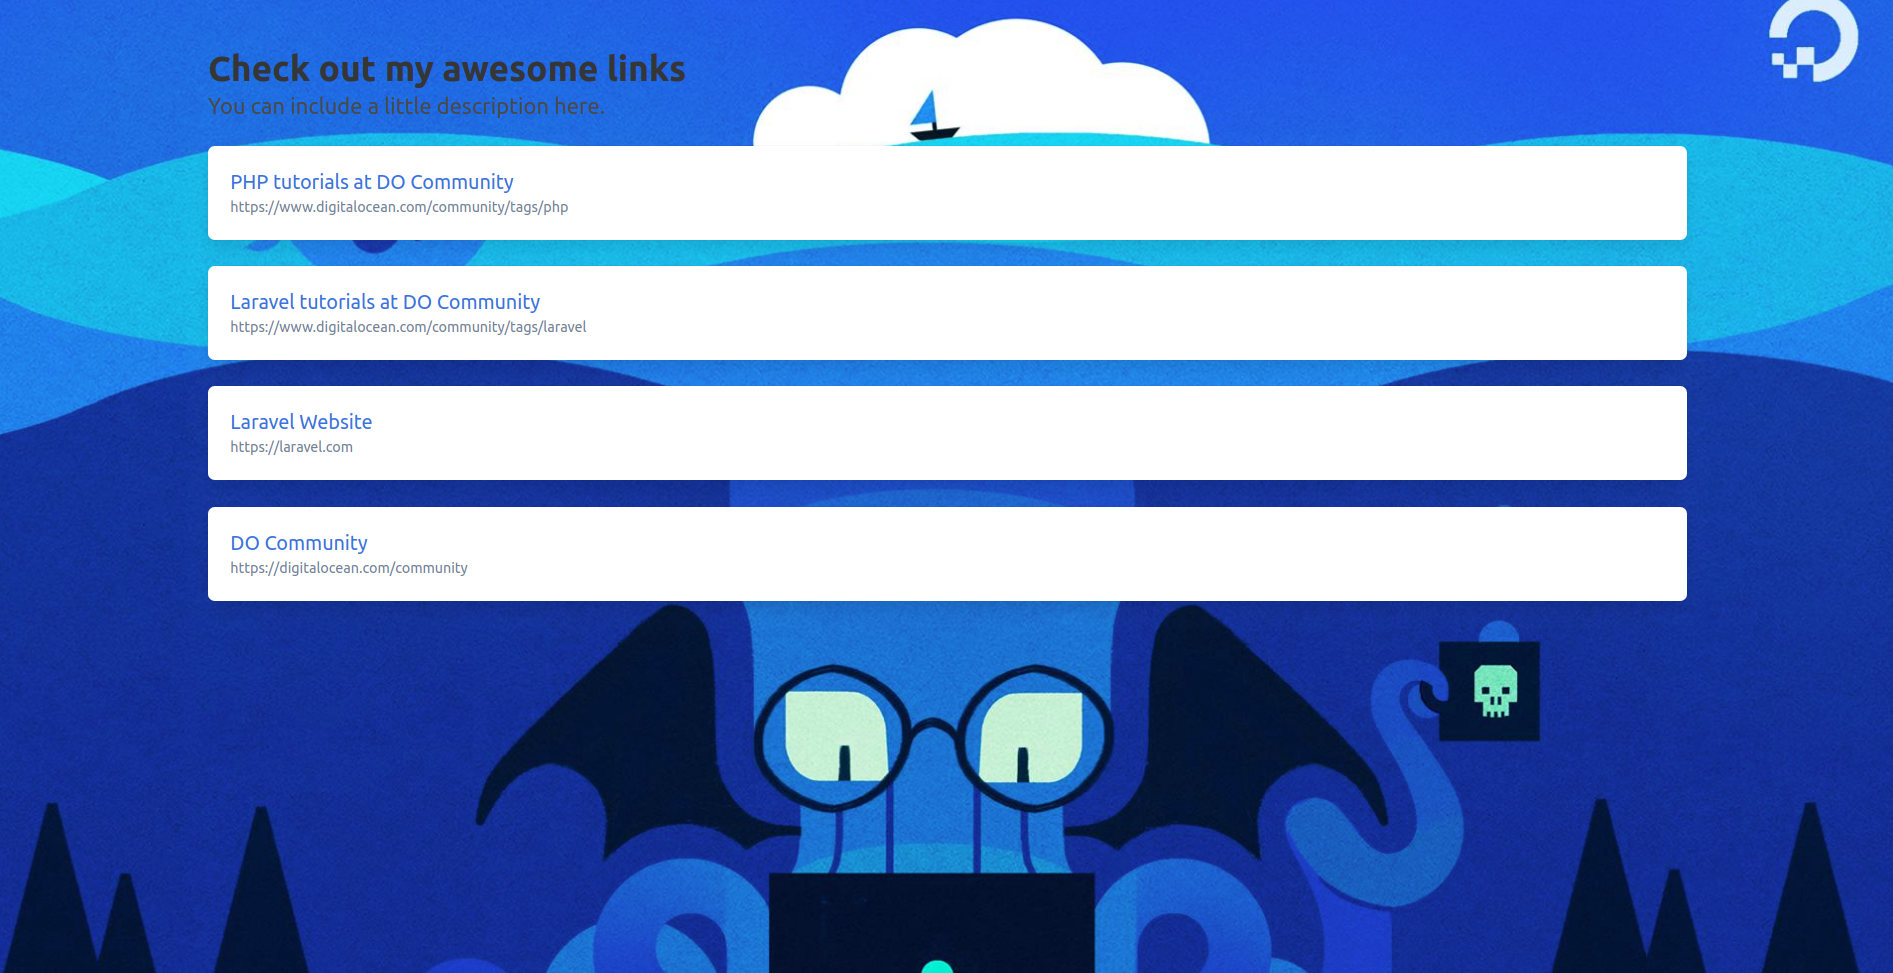 Check out my awesome links
You can include a little description here.
PHP tutorials at DO Community
https://www.digitalocean.com/community/tags/php
Laravel tutorials at DO Community
https://www.digitalocean.com/community/tags/laravel
Laravel Website
https://laravel.com
DO Community
https://digitalocean.com/community